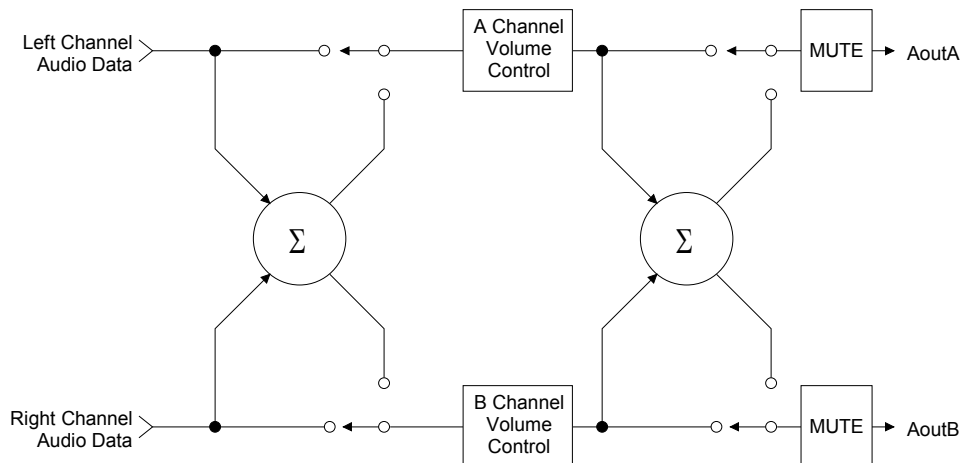 Left Channel
Audio Data
A Channel
Volume
Control
MUTE
AoutA
Σ
Σ
Right Channel
Audio Data
B Channel
Volume
Control
MUTE
AoutB